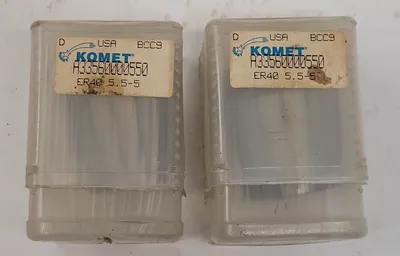 D USA BCC9
KOMET
A33560000550
ER40 5.5-5
D USA BCC9
KOMET
A33560000550
ER40 5.5-5